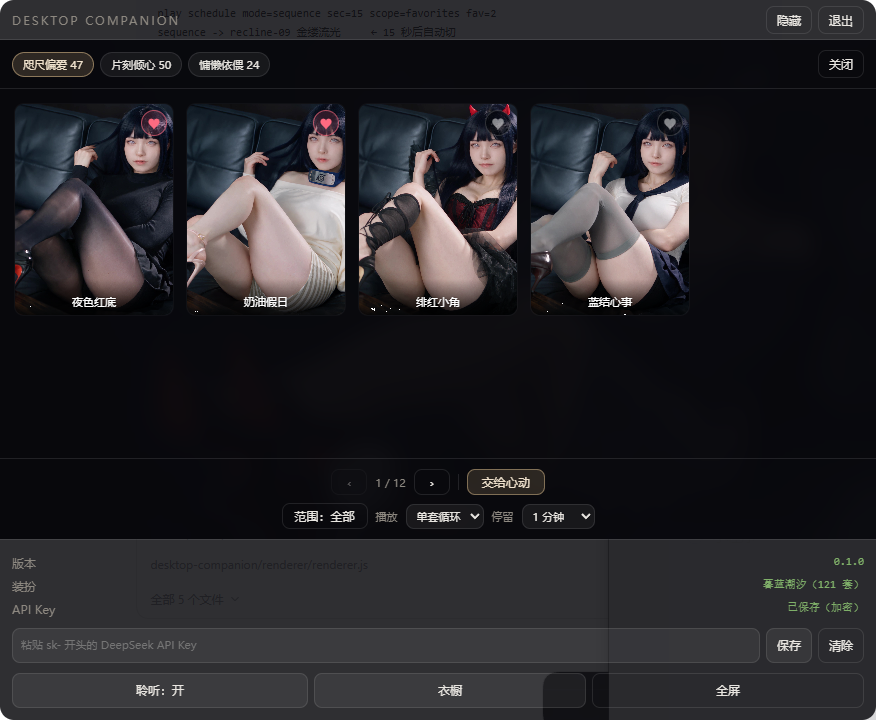 DESKTOP COMPANION
play schedule mode=sequence sec=15 scope=favorites fav=2
sequence -> recline-09 金缕流光 ← 15 秒后自动切
隐藏 退出
咫尺偏爱 47 片刻倾心 50 慵懒依偎 24 关闭
夜色红底 奶油假日 绯红小角 蓝结心事
‹ 1 / 12 › 交给心动
范围：全部 播放 单套循环 停留 1 分钟
desktop-companion/renderer/renderer.js
全部 5 个文件
版本 0.1.0
装扮 暮蓝潮汐（121 套）
API Key 已保存（加密）
粘贴 sk- 开头的 DeepSeek API Key 保存 清除
聆听：开 衣橱 全屏